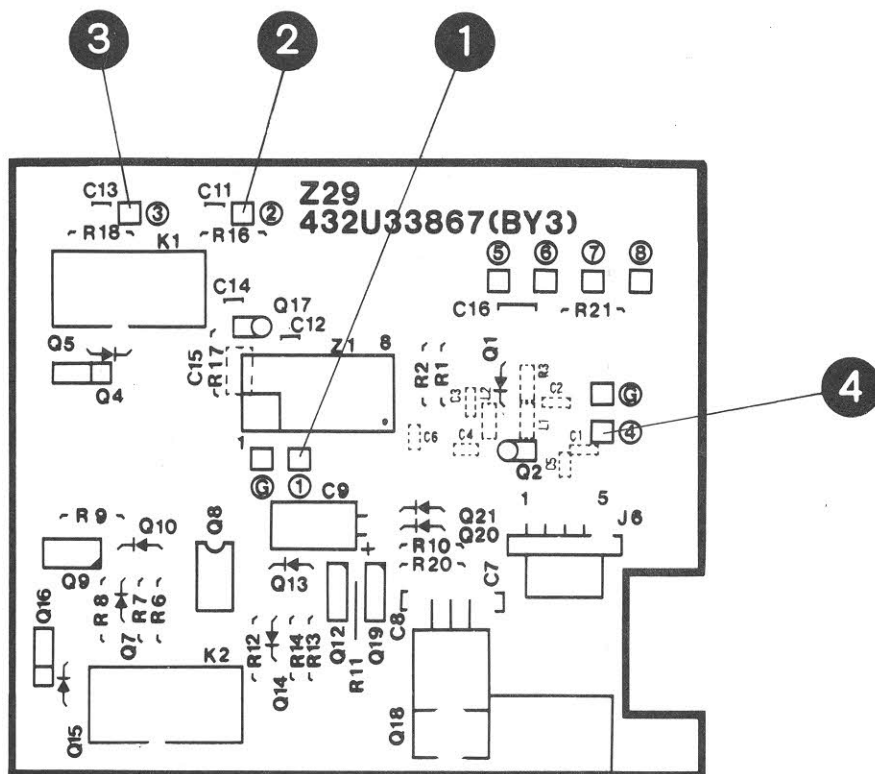 3 2 1
Z29
432U33867(BY3)
C13 3 C11 2
R18 R16
K1
5 6 7 8
C14 C16 R21
Q17
C12
Q5 C15 R17 Z1 8 R2 R1 Q1 R3
Q4 C3 L2 C2 G
L1 4 4
1 C6 C4 C1
G 1 Q2 C5
C9 1 5
R9 Q10 Q8 Q21 J6
Q20
+ R10
Q9 Q13 R20 C7
Q16 R8 R7 R6
Q7 R12 R14 R13 Q12 Q19 C8
K2 R11
Q14
Q15 Q18